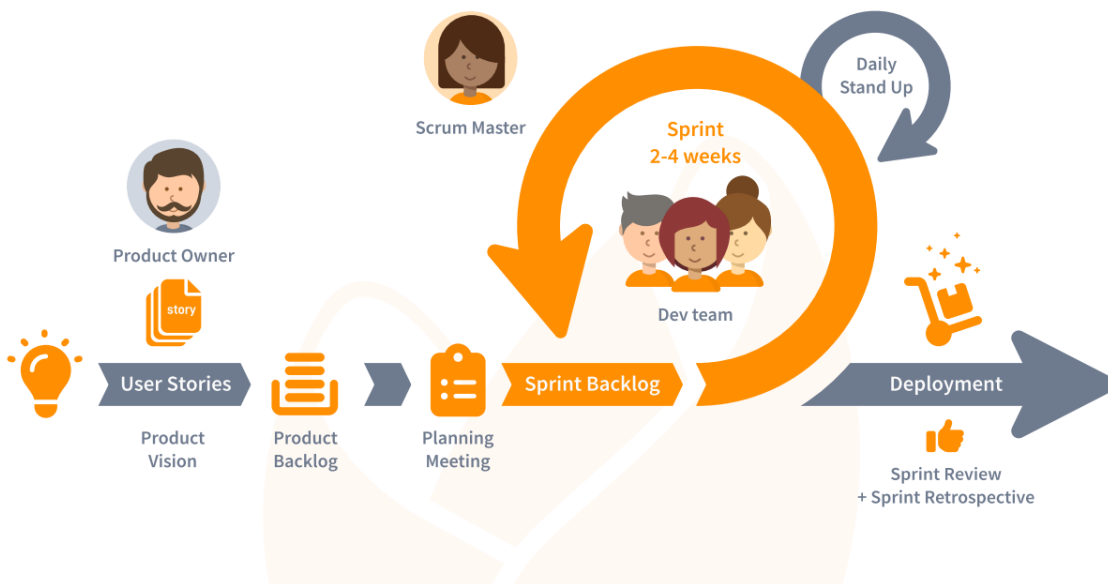 Scrum Master
Daily
Stand Up
Sprint
2-4 weeks
Product Owner
story
Dev team
User Stories
Sprint Backlog
Deployment
Product
Vision
Product
Backlog
Planning
Meeting
Sprint Review
+ Sprint Retrospective